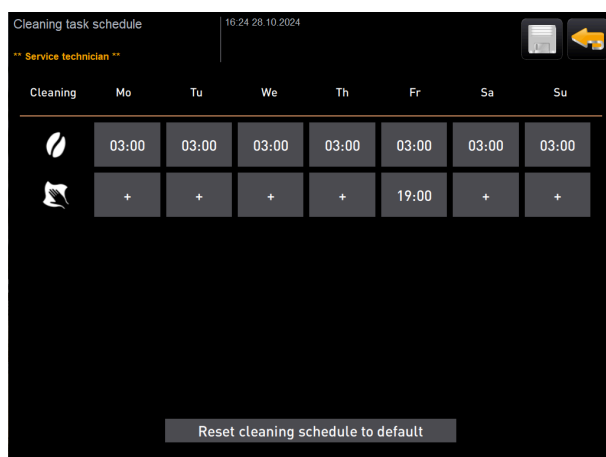 Cleaning task schedule
16:24 28.10.2024
** Service technician **
Cleaning Mo Tu We Th Fr Sa Su
03:00 03:00 03:00 03:00 03:00 03:00 03:00
+ + + + 19:00 + +
Reset cleaning schedule to default